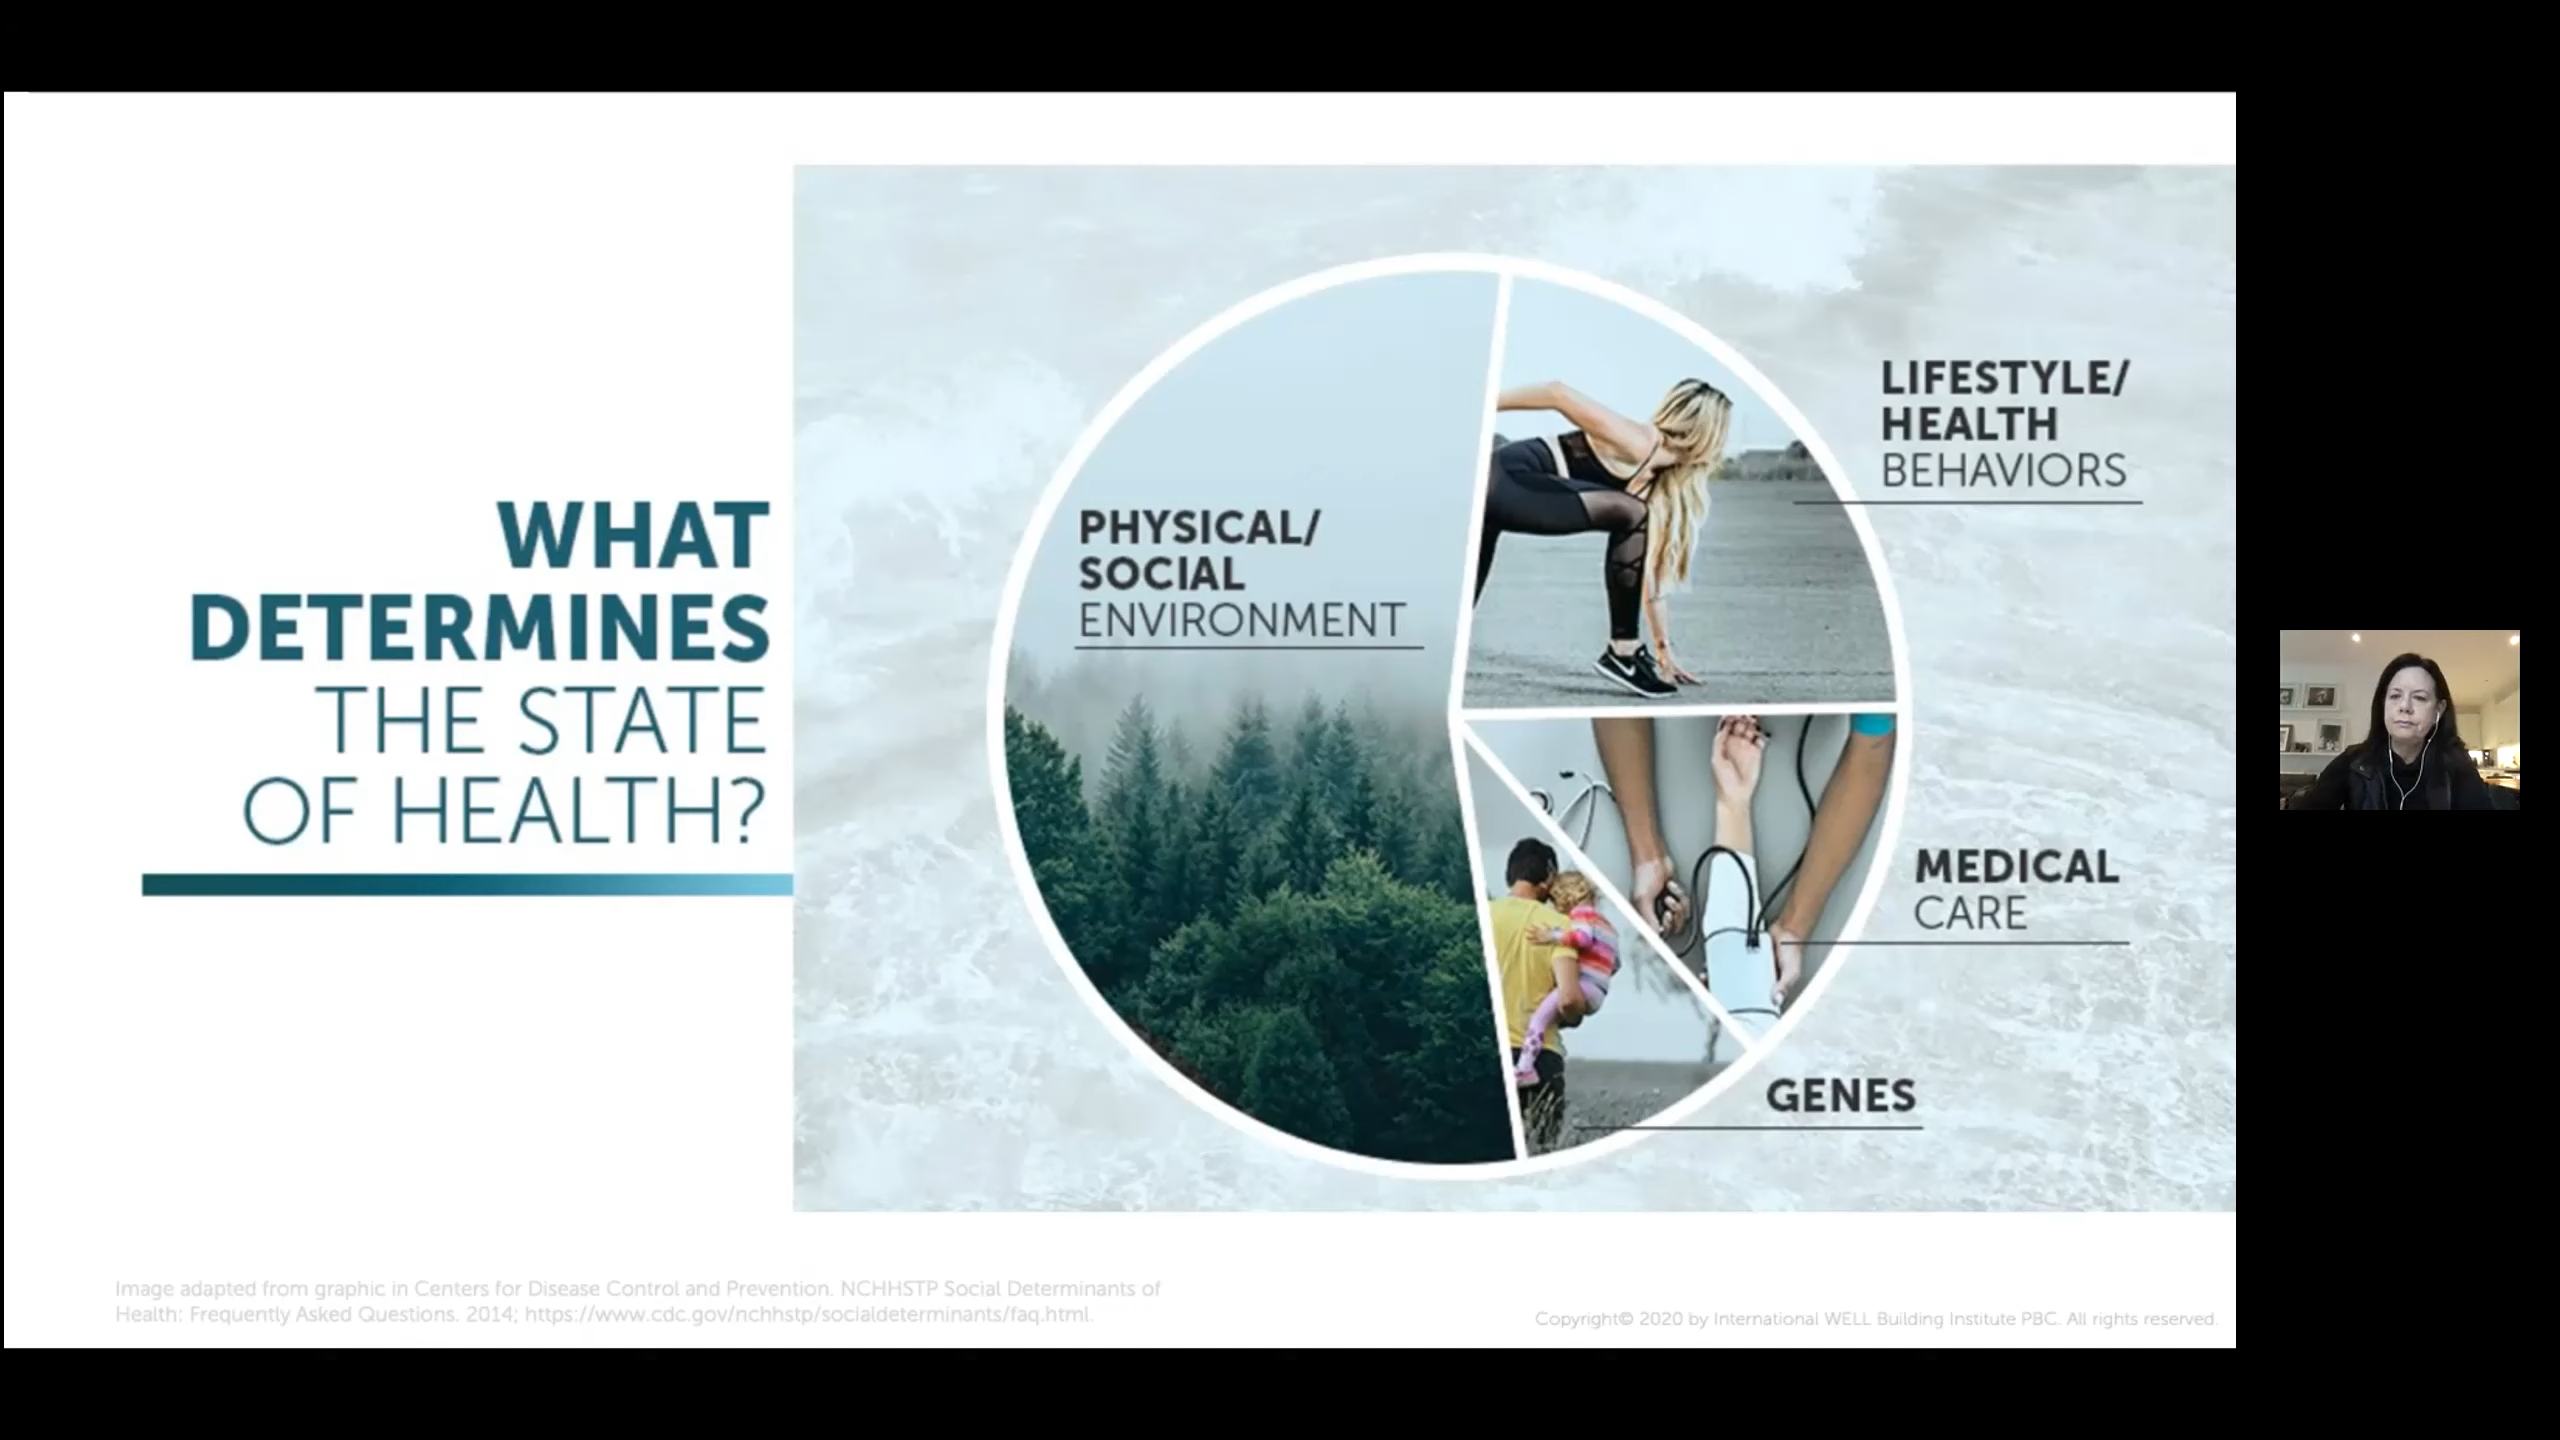 WHAT
DETERMINES
THE STATE
OF HEALTH?
PHYSICAL/
SOCIAL
ENVIRONMENT
LIFESTYLE/
HEALTH
BEHAVIORS
MEDICAL
CARE
GENES
Image adapted from graphic in Centers for Disease Control and Prevention. NCHHSTP Social Determinants of
Health: Frequently Asked Questions. 2014; https://www.cdc.gov/nchhstp/socialdeterminants/faq.html.
Copyright© 2020 by International WELL Building Institute PBC. All rights reserved.